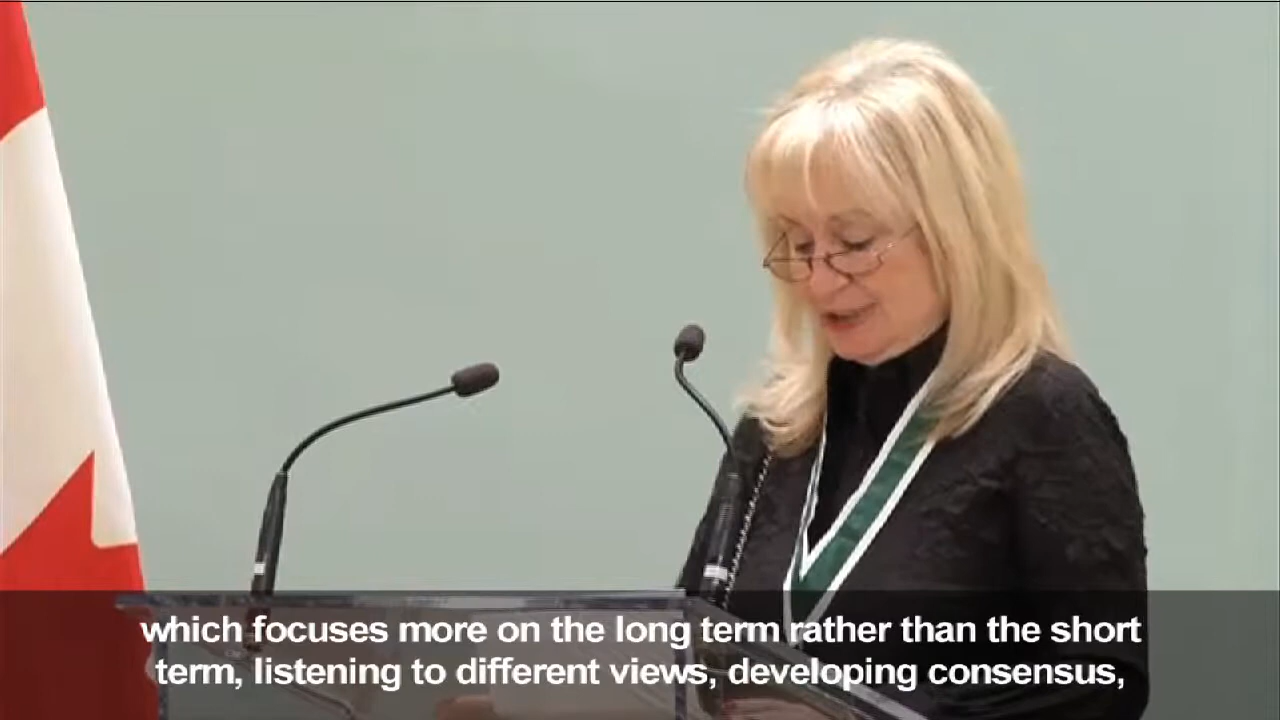 which focuses more on the long term rather than the short
term, listening to different views, developing consensus,